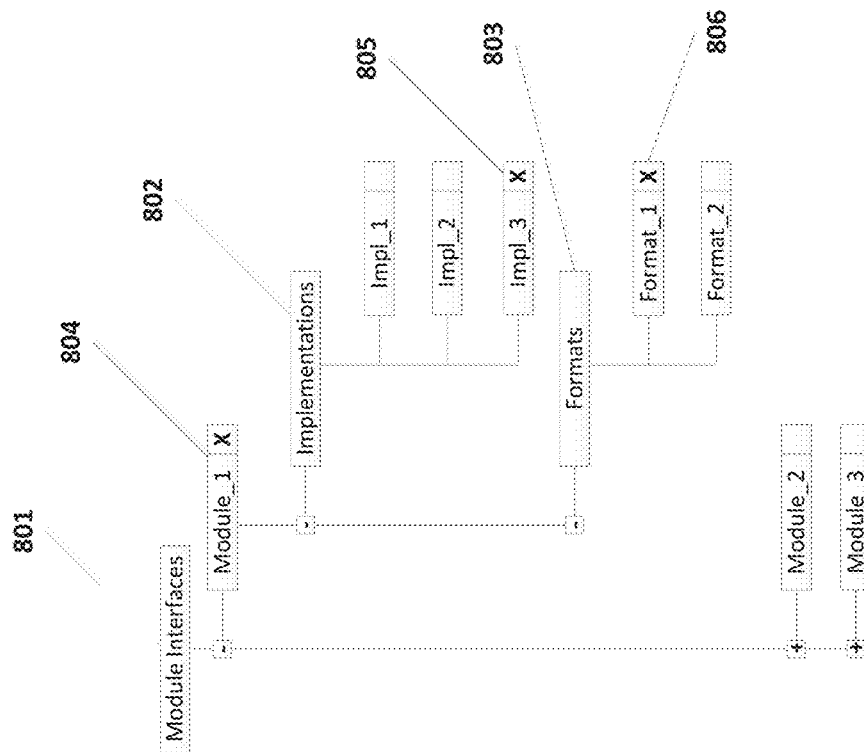 801
Module Interfaces
-
804
Module_1 X
802
-
Implementations
Impl_1
Impl_2
805
Impl_3 X
803
-
Formats
806
Format_1 X
Format_2
+
Module_2
+
Module_3